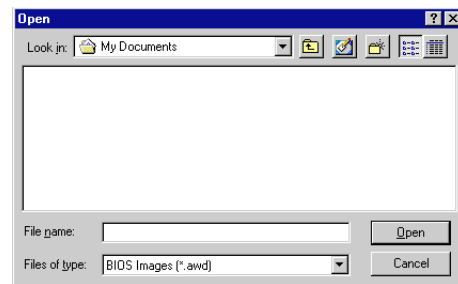 Open
Look in: My Documents
File name: Open
Files of type: BIOS Images (*.awd) Cancel